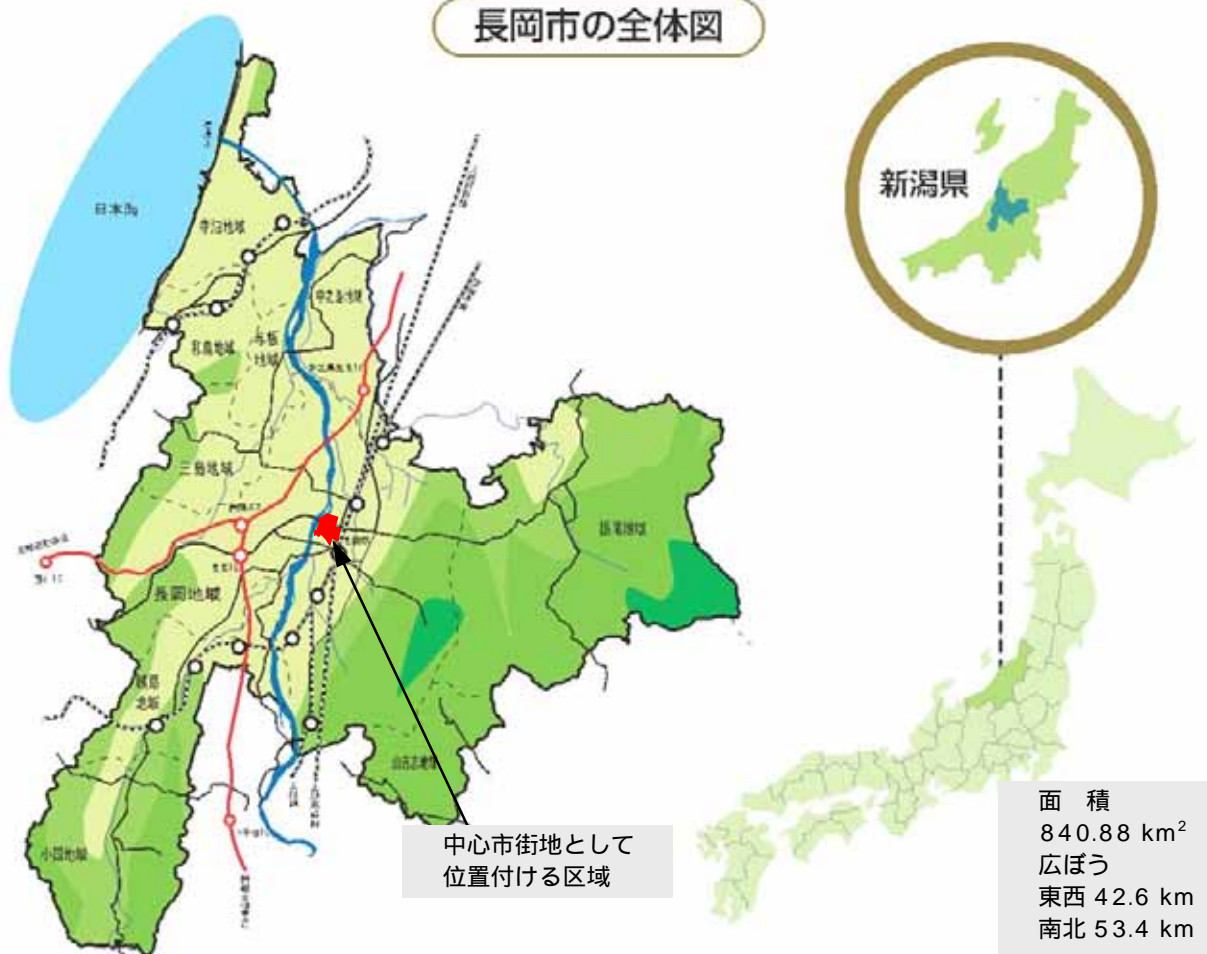 長岡市の全体図
新潟県
日本海
寺泊地域
中之島地域
和島地域
与板
地域
三島地域
栃尾地域
長岡地域
越路
地域
山古志地域
小国地域
中心市街地として
位置付ける区域
面 積
840.88 km²
広ぼう
東西 42.6 km
南北 53.4 km